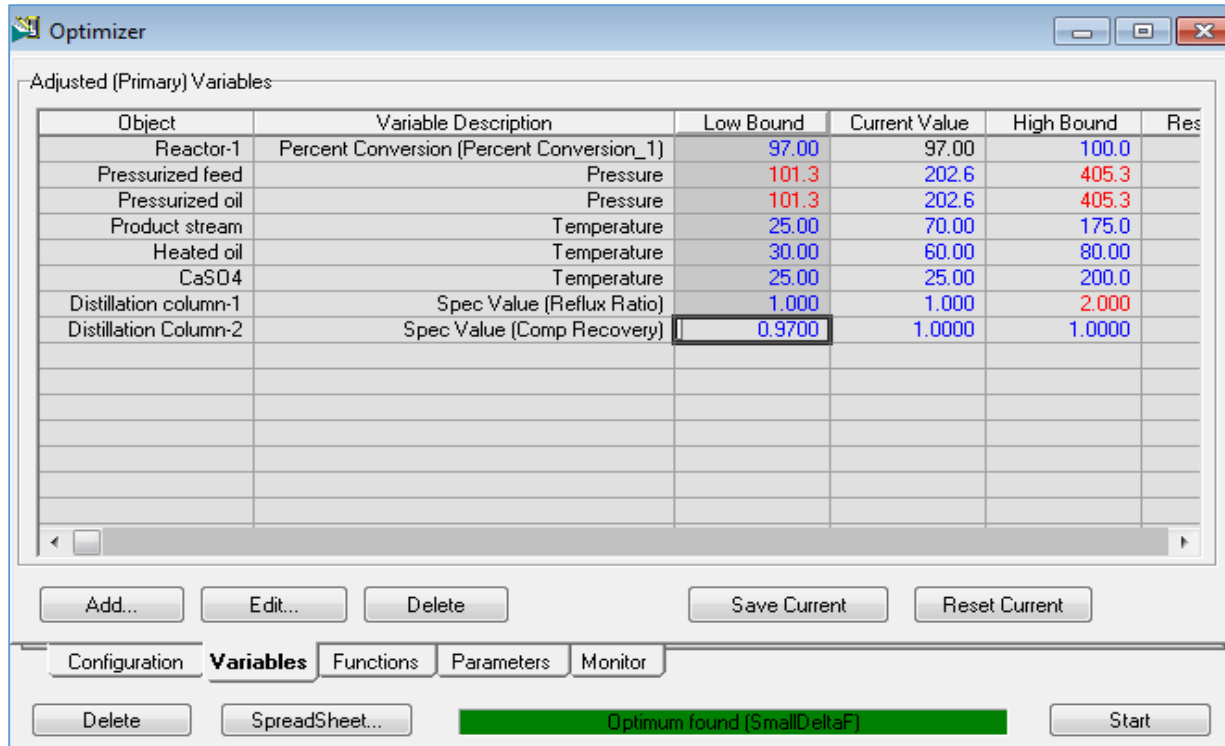 Optimizer
Adjusted (Primary) Variables
Object Variable Description Low Bound Current Value High Bound Res
Reactor-1 Percent Conversion (Percent Conversion_1) 97.00 97.00 100.0
Pressurized feed Pressure 101.3 202.6 405.3
Pressurized oil Pressure 101.3 202.6 405.3
Product stream Temperature 25.00 70.00 175.0
Heated oil Temperature 30.00 60.00 80.00
CaSO4 Temperature 25.00 25.00 200.0
Distillation column-1 Spec Value (Reflux Ratio) 1.000 1.000 2.000
Distillation Column-2 Spec Value (Comp Recovery) 0.9700 1.0000 1.0000
Add... Edit... Delete Save Current Reset Current
Configuration Variables Functions Parameters Monitor
Delete SpreadSheet... Optimum found (SmallDeltaF) Start